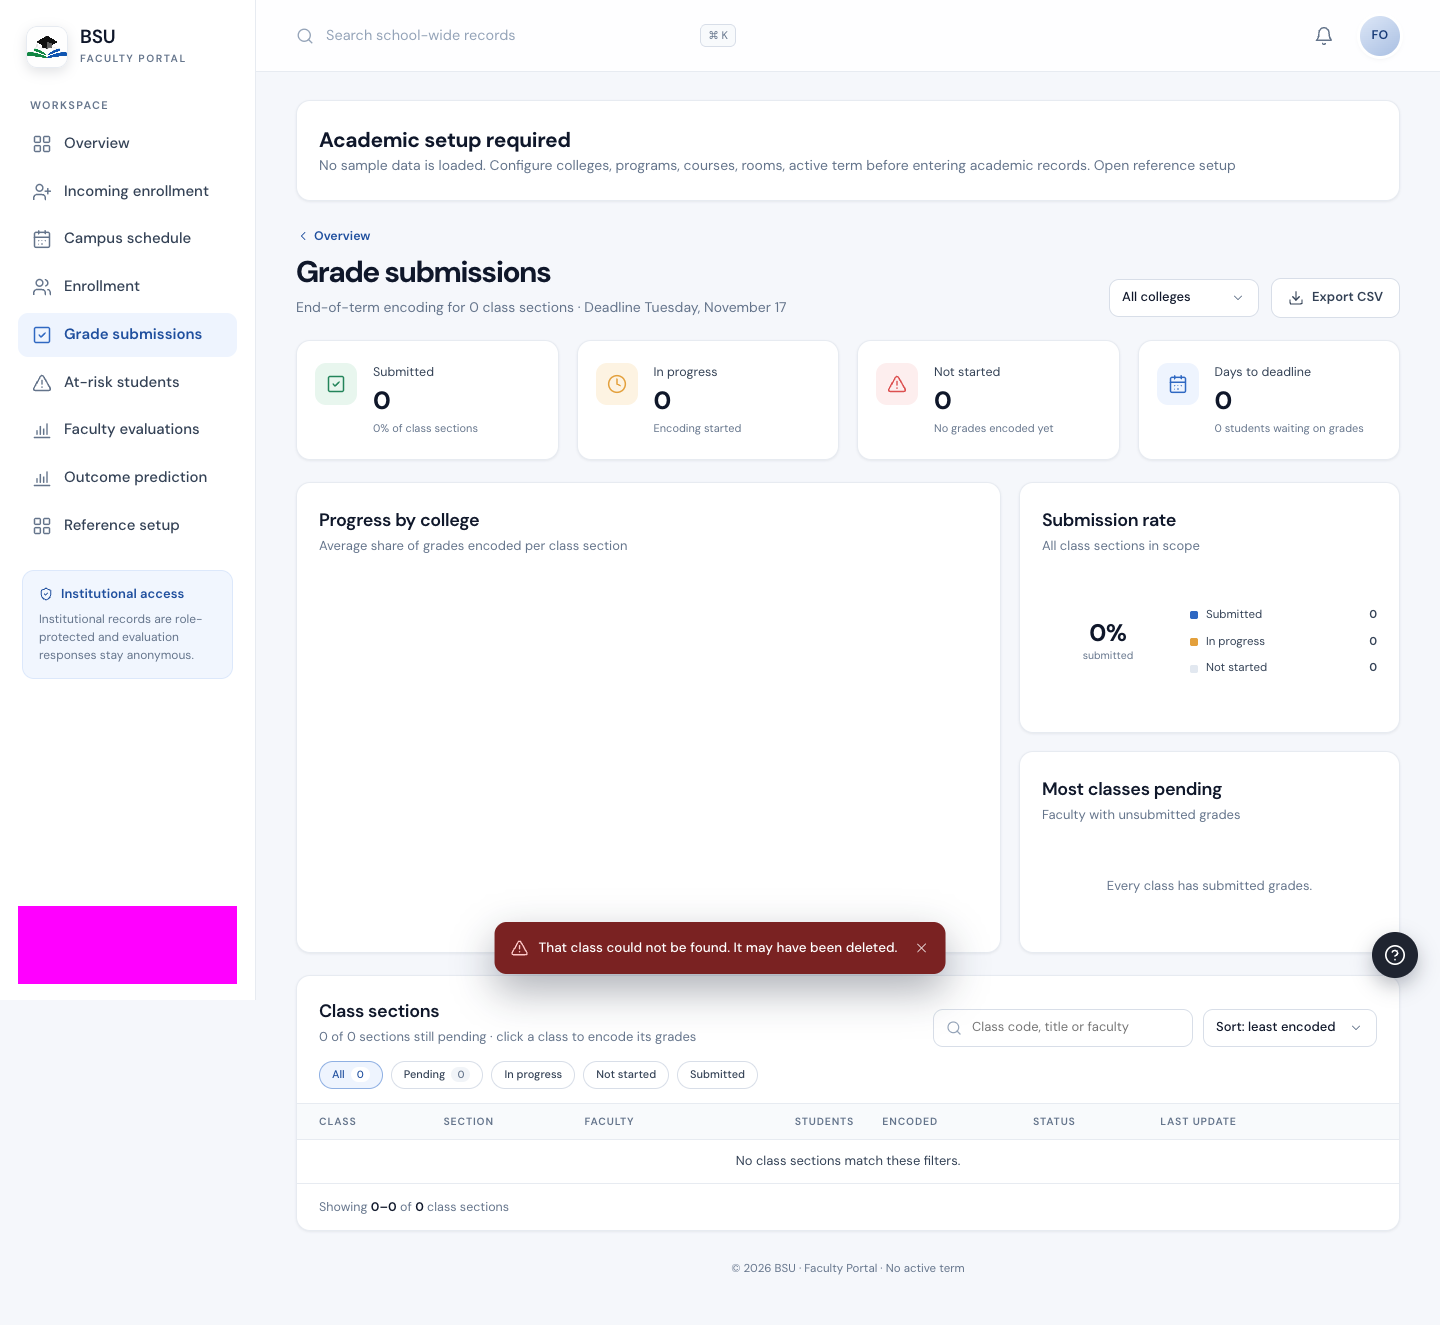 BSU
FACULTY PORTAL
Search school-wide records
⌘ K
FO
WORKSPACE
Overview
Incoming enrollment
Campus schedule
Enrollment
Grade submissions
At-risk students
Faculty evaluations
Outcome prediction
Reference setup
Institutional access
Institutional records are role-
protected and evaluation
responses stay anonymous.
Academic setup required
No sample data is loaded. Configure colleges, programs, courses, rooms, active term before entering academic records. Open reference setup
Overview
Grade submissions
End-of-term encoding for 0 class sections · Deadline Tuesday, November 17
All colleges
Export CSV
Submitted
0
0% of class sections
In progress
0
Encoding started
Not started
0
No grades encoded yet
Days to deadline
0
0 students waiting on grades
Progress by college
Average share of grades encoded per class section
Submission rate
All class sections in scope
0%
submitted
Submitted 0
In progress 0
Not started 0
Most classes pending
Faculty with unsubmitted grades
Every class has submitted grades.
That class could not be found. It may have been deleted.
Class sections
0 of 0 sections still pending · click a class to encode its grades
Class code, title or faculty
Sort: least encoded
All 0 Pending 0 In progress Not started Submitted
CLASS SECTION FACULTY STUDENTS ENCODED STATUS LAST UPDATE
No class sections match these filters.
Showing 0–0 of 0 class sections
© 2026 BSU · Faculty Portal · No active term